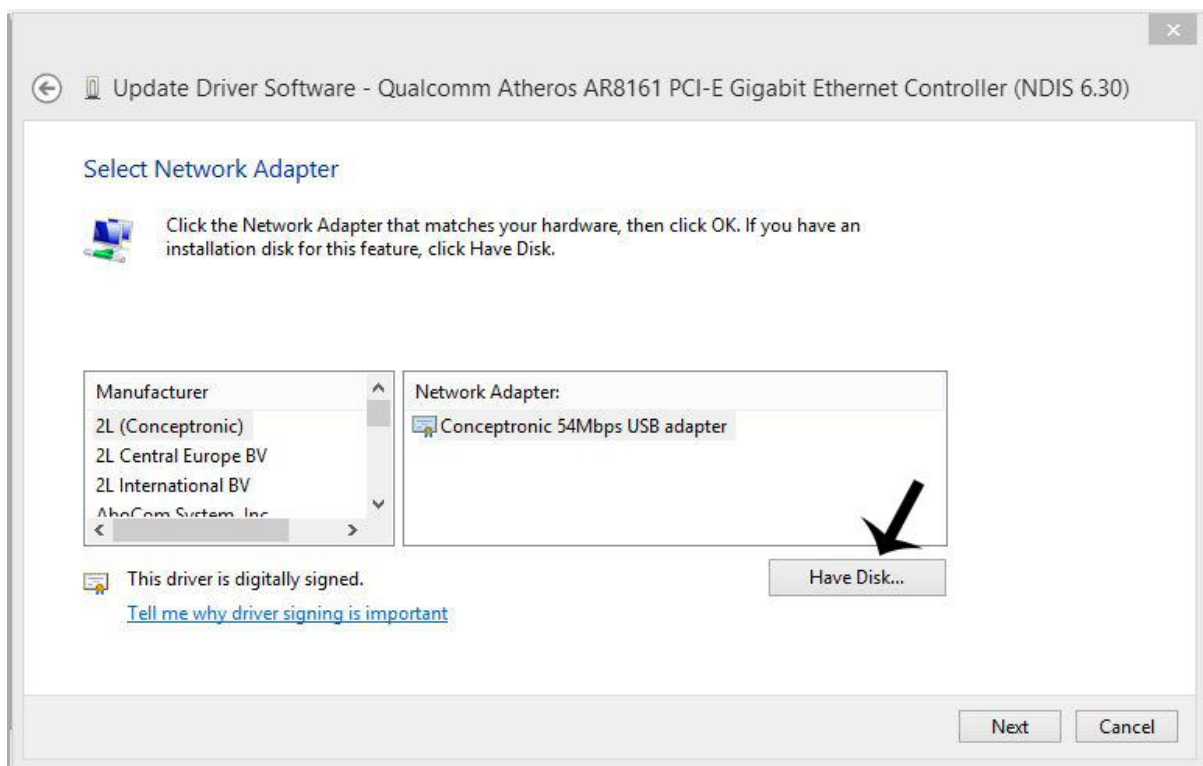 Update Driver Software - Qualcomm Atheros AR8161 PCI-E Gigabit Ethernet Controller (NDIS 6.30)
Select Network Adapter
Click the Network Adapter that matches your hardware, then click OK. If you have an
installation disk for this feature, click Have Disk.
Manufacturer
2L (Conceptronic)
2L Central Europe BV
2L International BV
AboCom System, Inc
Network Adapter:
Conceptronic 54Mbps USB adapter
This driver is digitally signed.
Have Disk...
Tell me why driver signing is important
Next
Cancel